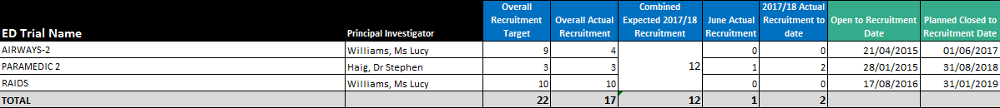 ED Trial Name Principal Investigator Overall Recruitment Target Overall Actual Recruitment Combined Expected 2017/18 Recruitment June Actual Recruitment 2017/18 Actual Recruitment to date Open to Recruitment Date Planned Closed to Recruitment Date
AIRWAYS-2 Williams, Ms Lucy 9 4 0 0 21/04/2015 01/06/2017
PARAMEDIC 2 Haig, Dr Stephen 3 3 12 1 2 28/01/2015 31/08/2018
RAIDS Williams, Ms Lucy 10 10 0 0 17/08/2016 31/01/2019
TOTAL 22 17 12 1 2